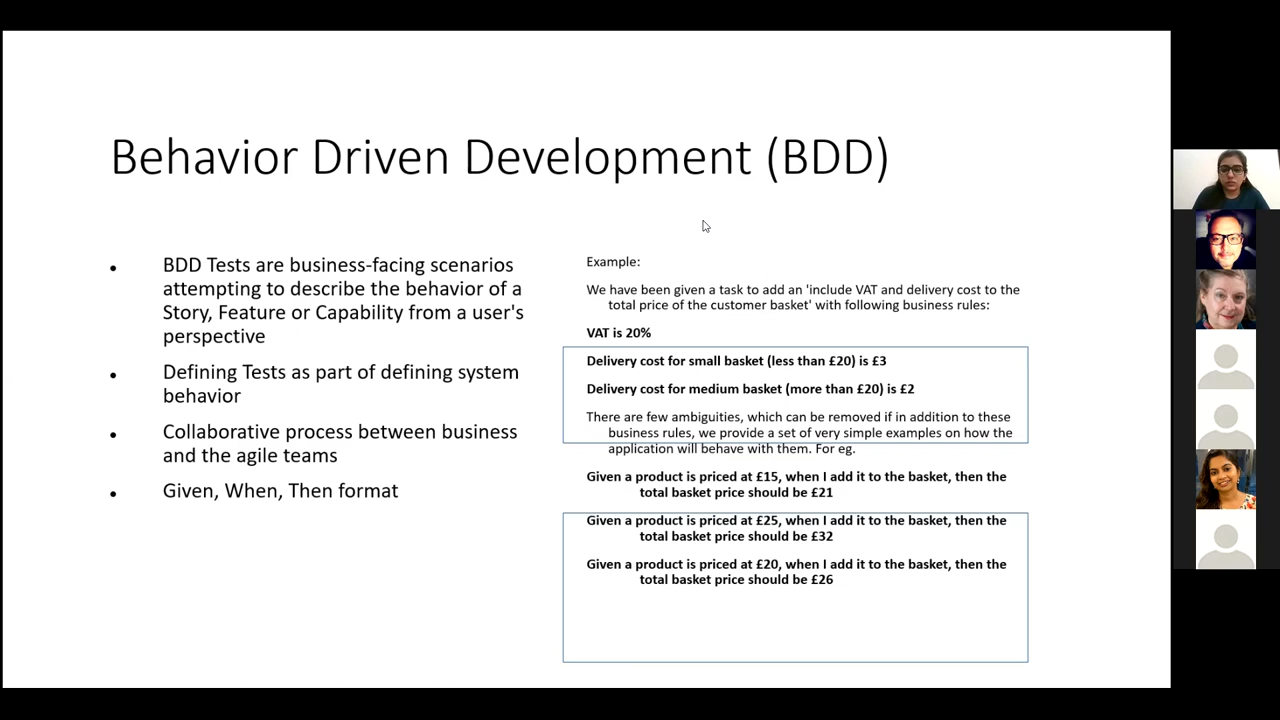 Behavior Driven Development (BDD)
• BDD Tests are business-facing scenarios
attempting to describe the behavior of a
Story, Feature or Capability from a user's
perspective
• Defining Tests as part of defining system
behavior
• Collaborative process between business
and the agile teams
• Given, When, Then format
Example:
We have been given a task to add an 'include VAT and delivery cost to the
total price of the customer basket' with following business rules:
VAT is 20%
Delivery cost for small basket (less than £20) is £3
Delivery cost for medium basket (more than £20) is £2
There are few ambiguities, which can be removed if in addition to these
business rules, we provide a set of very simple examples on how the
application will behave with them. For eg.
Given a product is priced at £15, when I add it to the basket, then the
total basket price should be £21
Given a product is priced at £25, when I add it to the basket, then the
total basket price should be £32
Given a product is priced at £20, when I add it to the basket, then the
total basket price should be £26